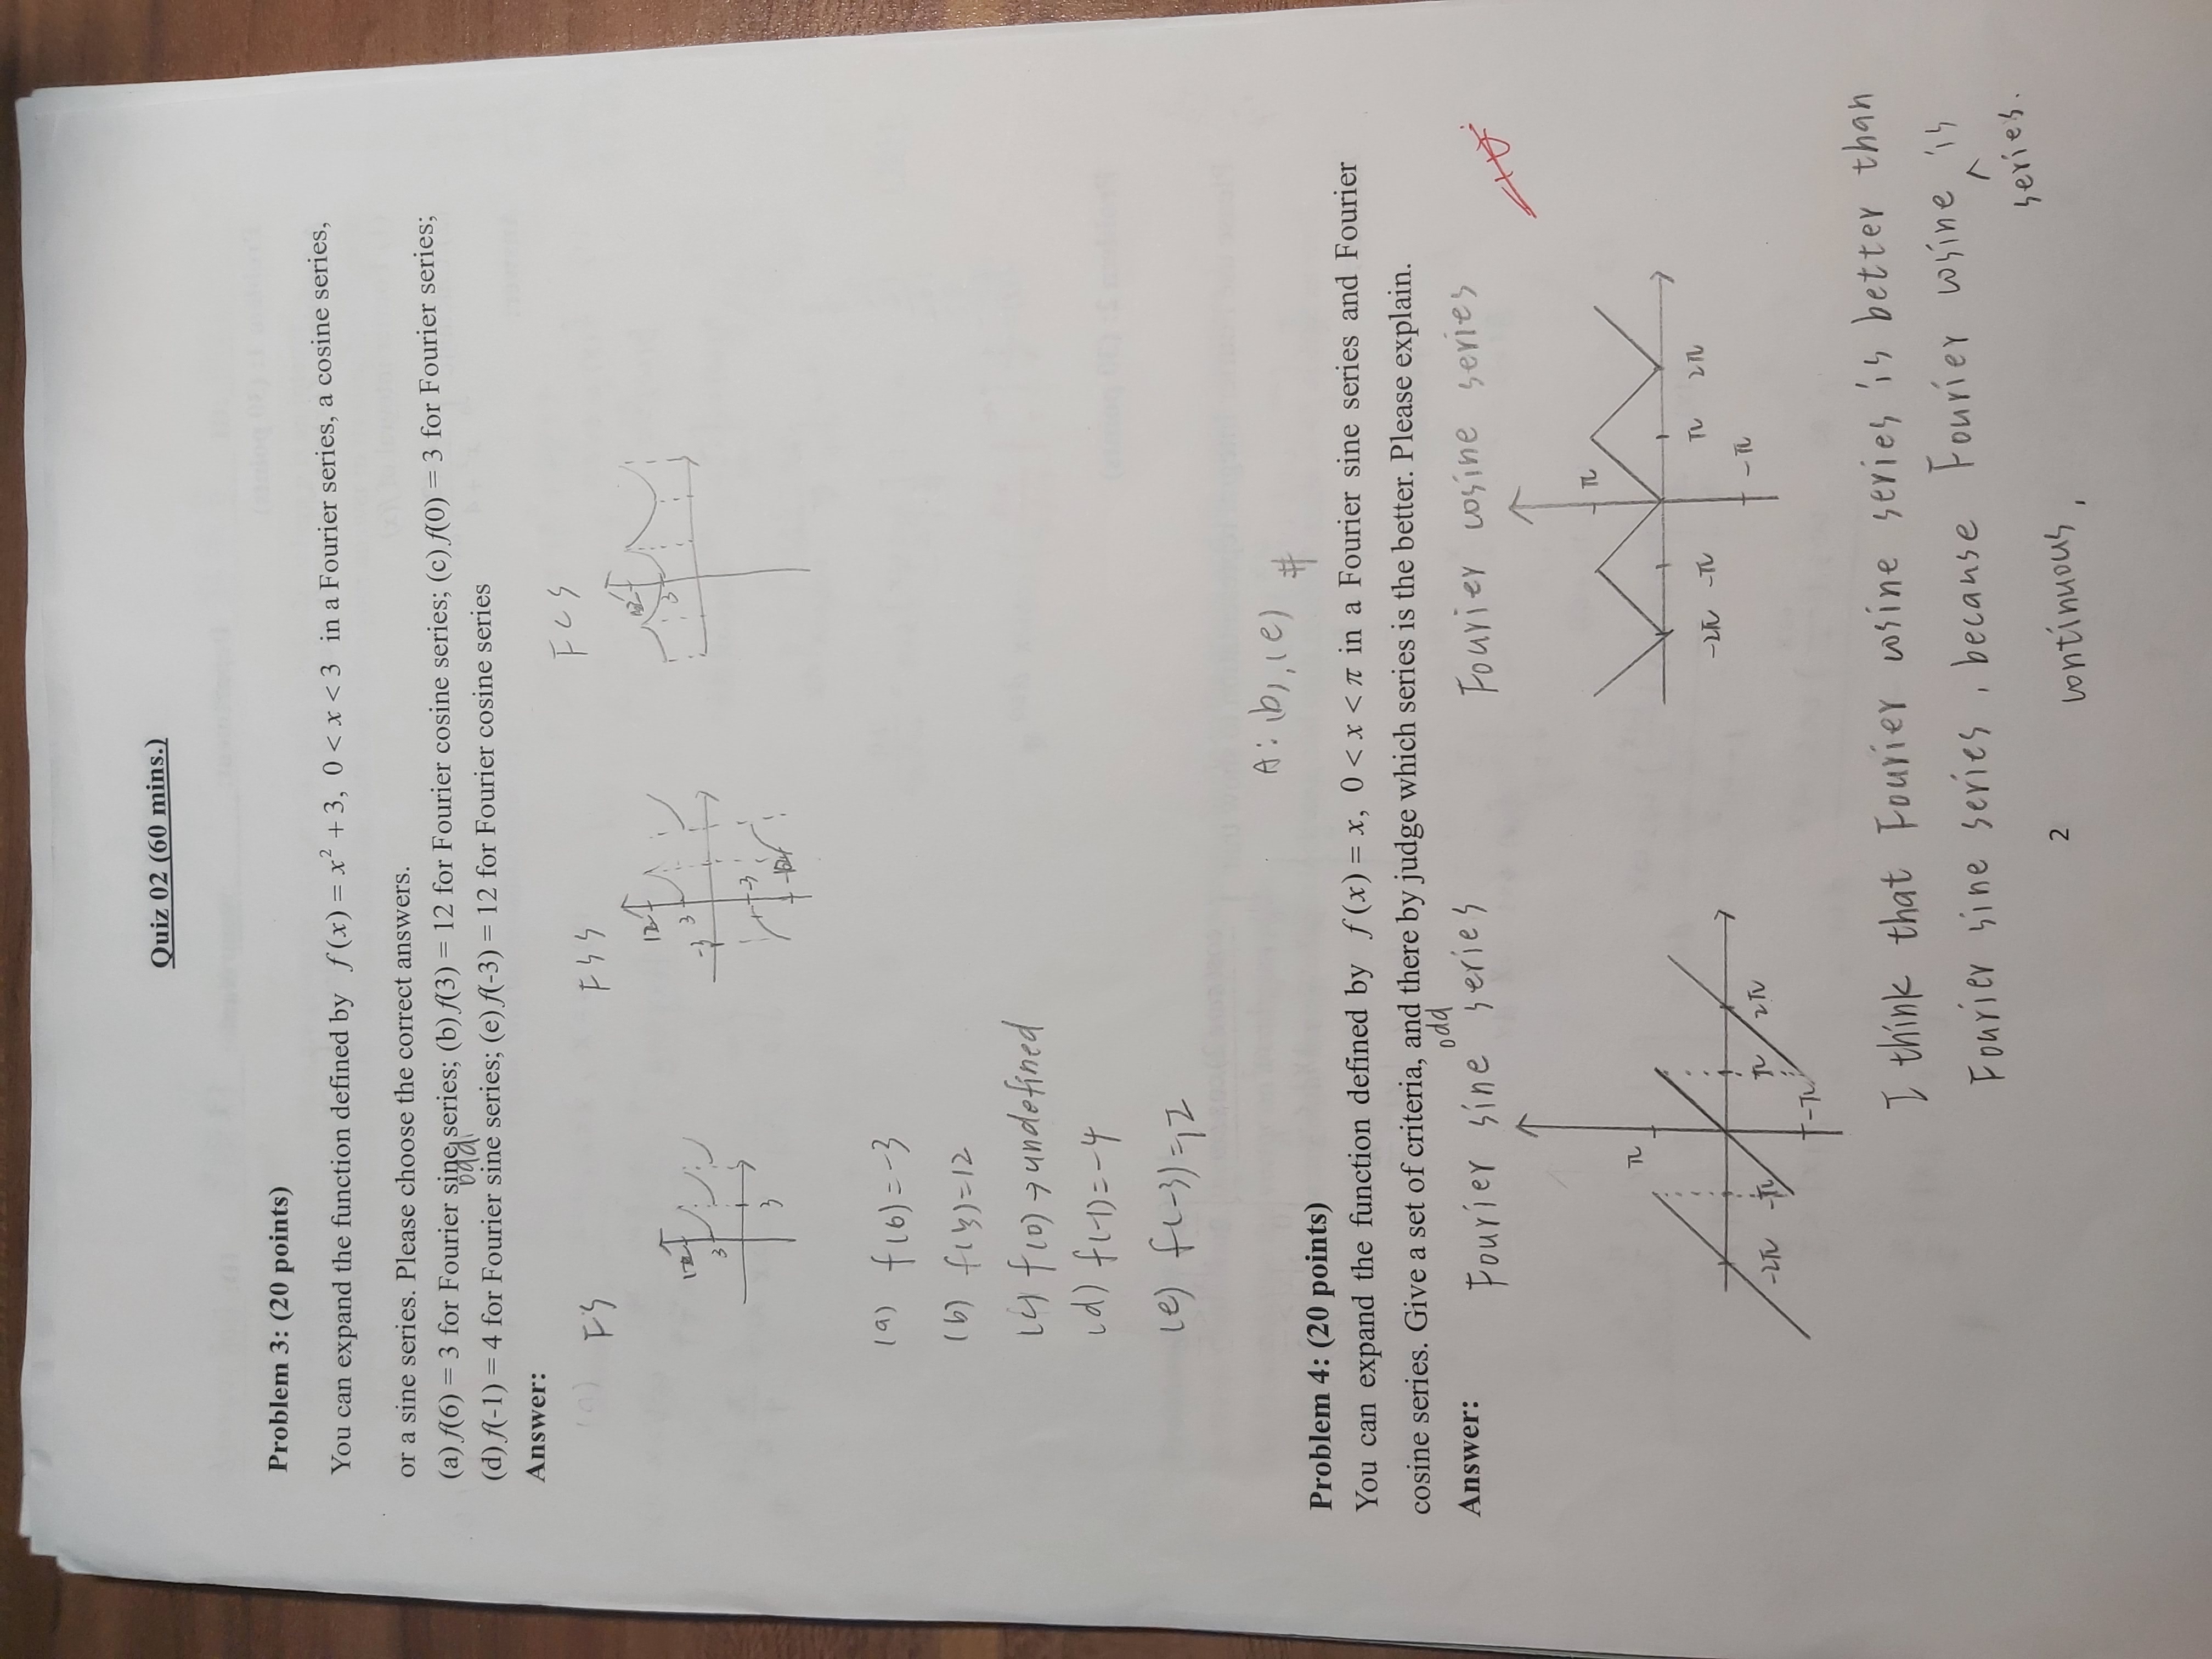 Quiz 02 (60 mins.)
Problem 3: (20 points)
You can expand the function defined by f(x) = x² + 3, 0 < x < 3 in a Fourier series, a cosine series,
or a sine series. Please choose the correct answers.
(a) f(6) = 3 for Fourier sine series; (b) f(3) = 12 for Fourier cosine series; (c) f(0) = 3 for Fourier series;
odd
(d) f(-1) = 4 for Fourier sine series; (e) f(-3) = 12 for Fourier cosine series
Answer:
FS FSS FCS
12
3
3
12
3
-3
-3
12
3
(a) f(6)=-3
(b) f(3)=12
(c) f(0)→undefined
(d) f(-1)=-4
(e) f(-3)=12
A: (b), (e) #
Problem 4: (20 points)
You can expand the function defined by f(x) = x, 0 < x < π in a Fourier sine series and Fourier
cosine series. Give a set of criteria, and there by judge which series is the better. Please explain.
odd
Answer: Fourier sine series Fourier cosine series
π
-2π -π π 2π
-π
π
-2π -π π 2π
-π
I think that Fourier cosine series is better than
Fourier sine series, because Fourier cosine is
series.
continuous,
2